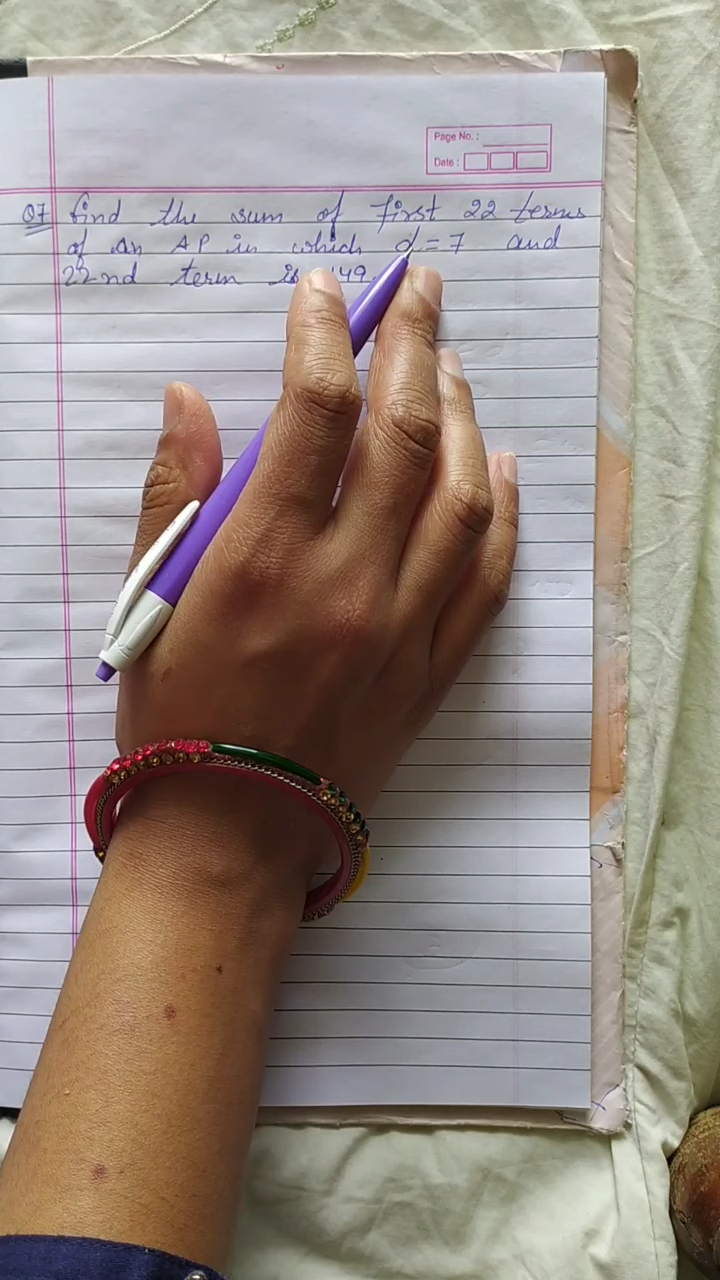 Page No. :
Date :
Q7 find the sum of first 22 terms
of an AP in which d = 7 and
22nd term is 149.